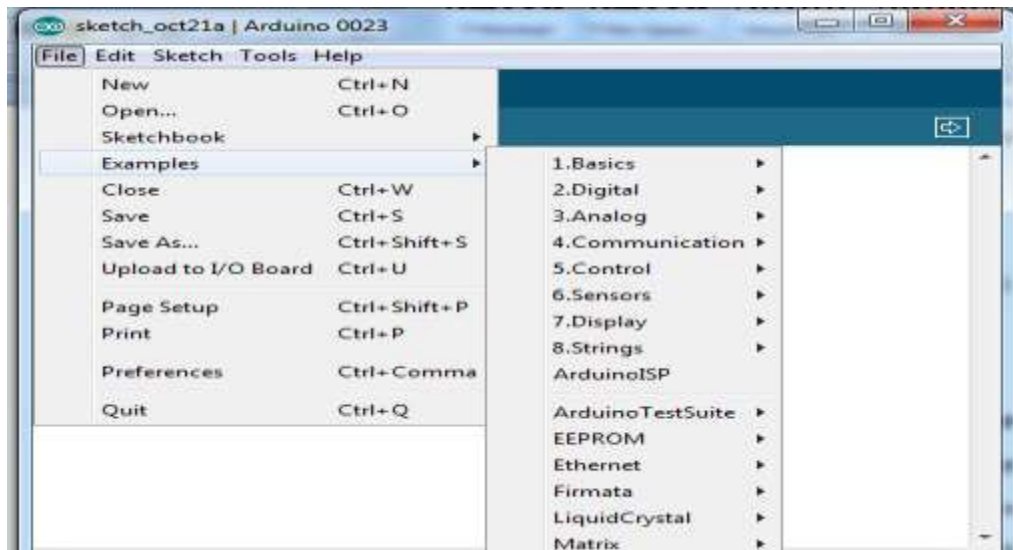 sketch_oct21a | Arduino 0023
File Edit Sketch Tools Help
New Ctrl+N
Open... Ctrl+O
Sketchbook
Examples
Close Ctrl+W
Save Ctrl+S
Save As... Ctrl+Shift+S
Upload to I/O Board Ctrl+U
Page Setup Ctrl+Shift+P
Print Ctrl+P
Preferences Ctrl+Comma
Quit Ctrl+Q
1.Basics
2.Digital
3.Analog
4.Communication
5.Control
6.Sensors
7.Display
8.Strings
ArduinoISP
ArduinoTestSuite
EEPROM
Ethernet
Firmata
LiquidCrystal
Matrix